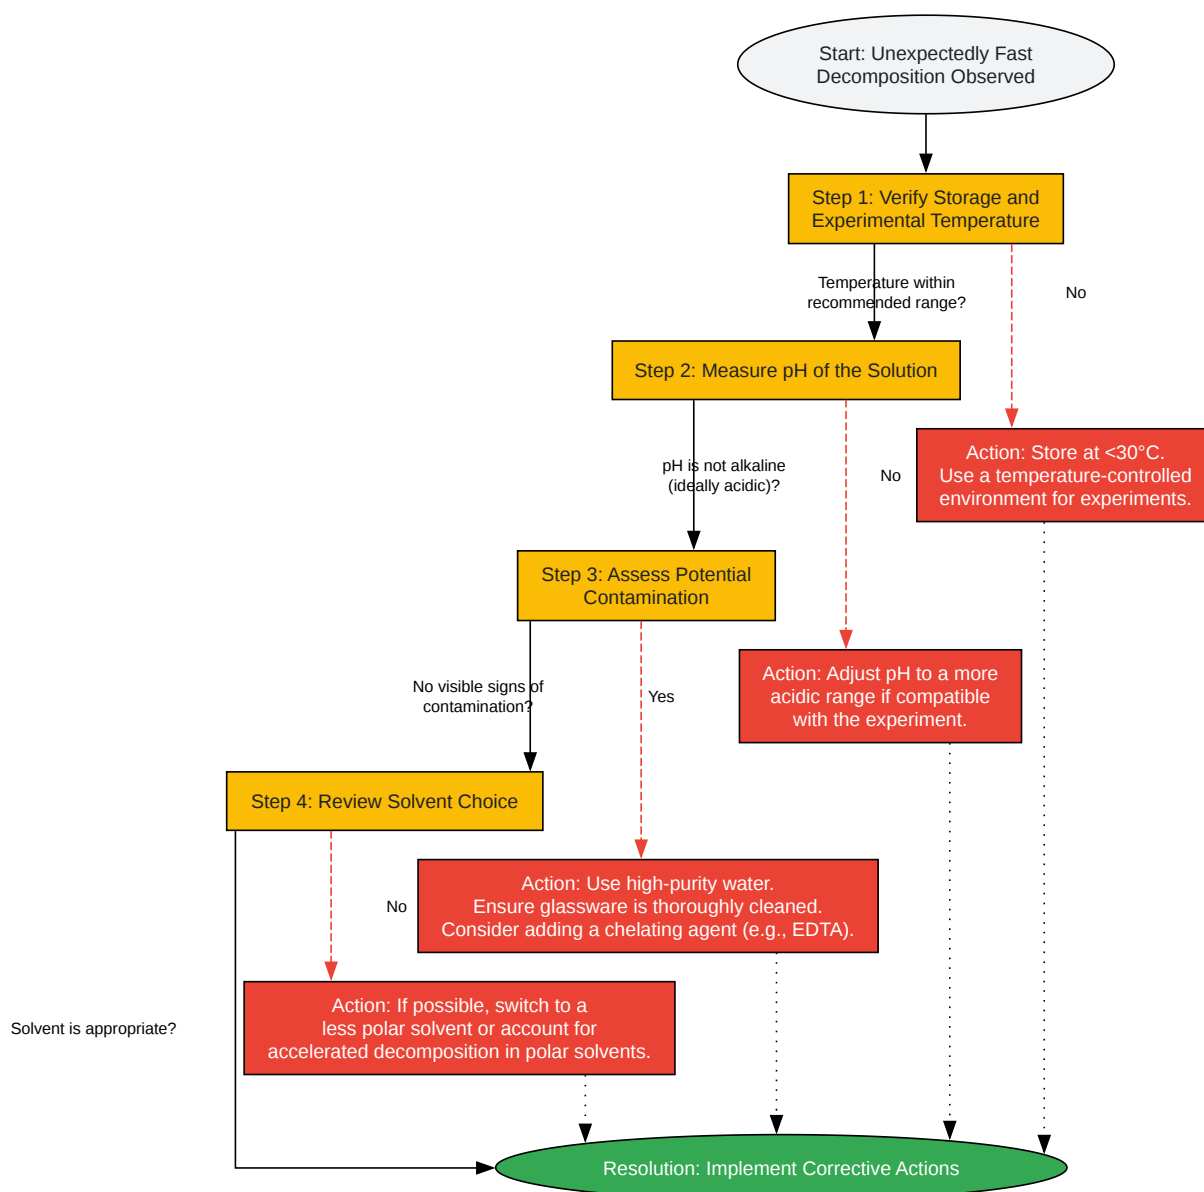 Start: Unexpectedly Fast
Decomposition Observed
Step 1: Verify Storage and
Experimental Temperature
Temperature within
recommended range?
No
Step 2: Measure pH of the Solution
Action: Store at <30°C.
Use a temperature-controlled
environment for experiments.
pH is not alkaline
(ideally acidic)?
No
Step 3: Assess Potential
Contamination
Action: Adjust pH to a more
acidic range if compatible
with the experiment.
No visible signs of
contamination?
Yes
Step 4: Review Solvent Choice
Action: Use high-purity water.
Ensure glassware is thoroughly cleaned.
Consider adding a chelating agent (e.g., EDTA).
No
Action: If possible, switch to a
less polar solvent or account for
accelerated decomposition in polar solvents.
Solvent is appropriate?
Resolution: Implement Corrective Actions